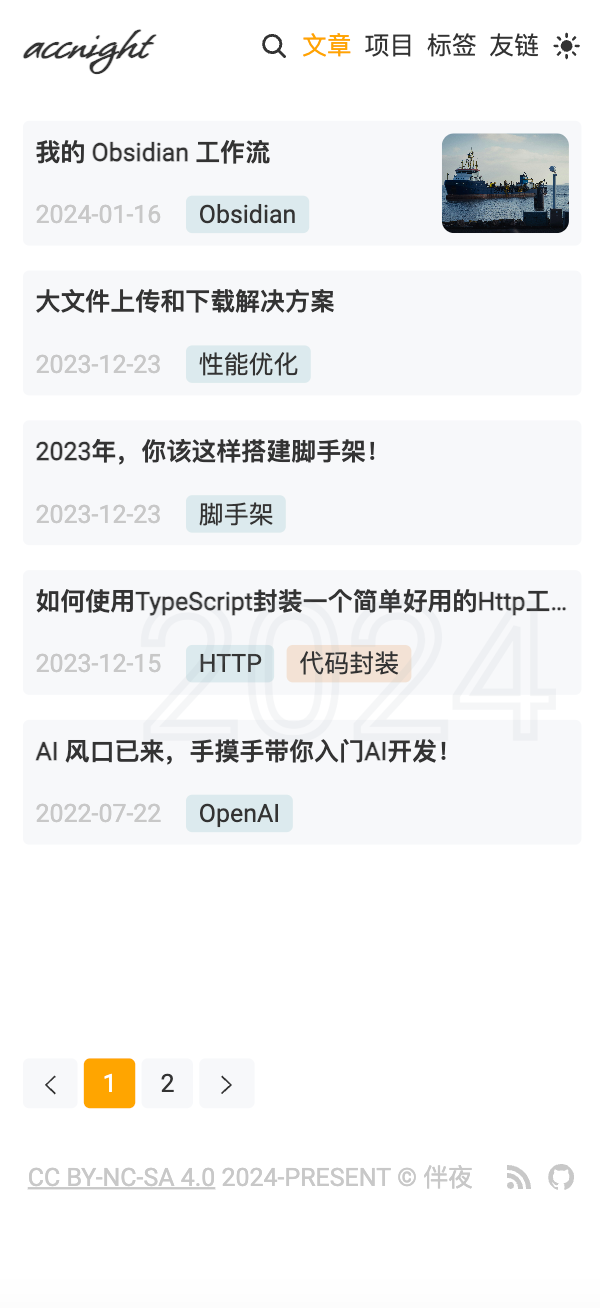 accnight
文章 项目 标签 友链
我的 Obsidian 工作流
2024-01-16 Obsidian
大文件上传和下载解决方案
2023-12-23 性能优化
2023年，你该这样搭建脚手架！
2023-12-23 脚手架
如何使用TypeScript封装一个简单好用的Http工...
2023-12-15 HTTP 代码封装
2024
AI 风口已来，手摸手带你入门AI开发！
2022-07-22 OpenAI
1 2
CC BY-NC-SA 4.0 2024-PRESENT © 伴夜